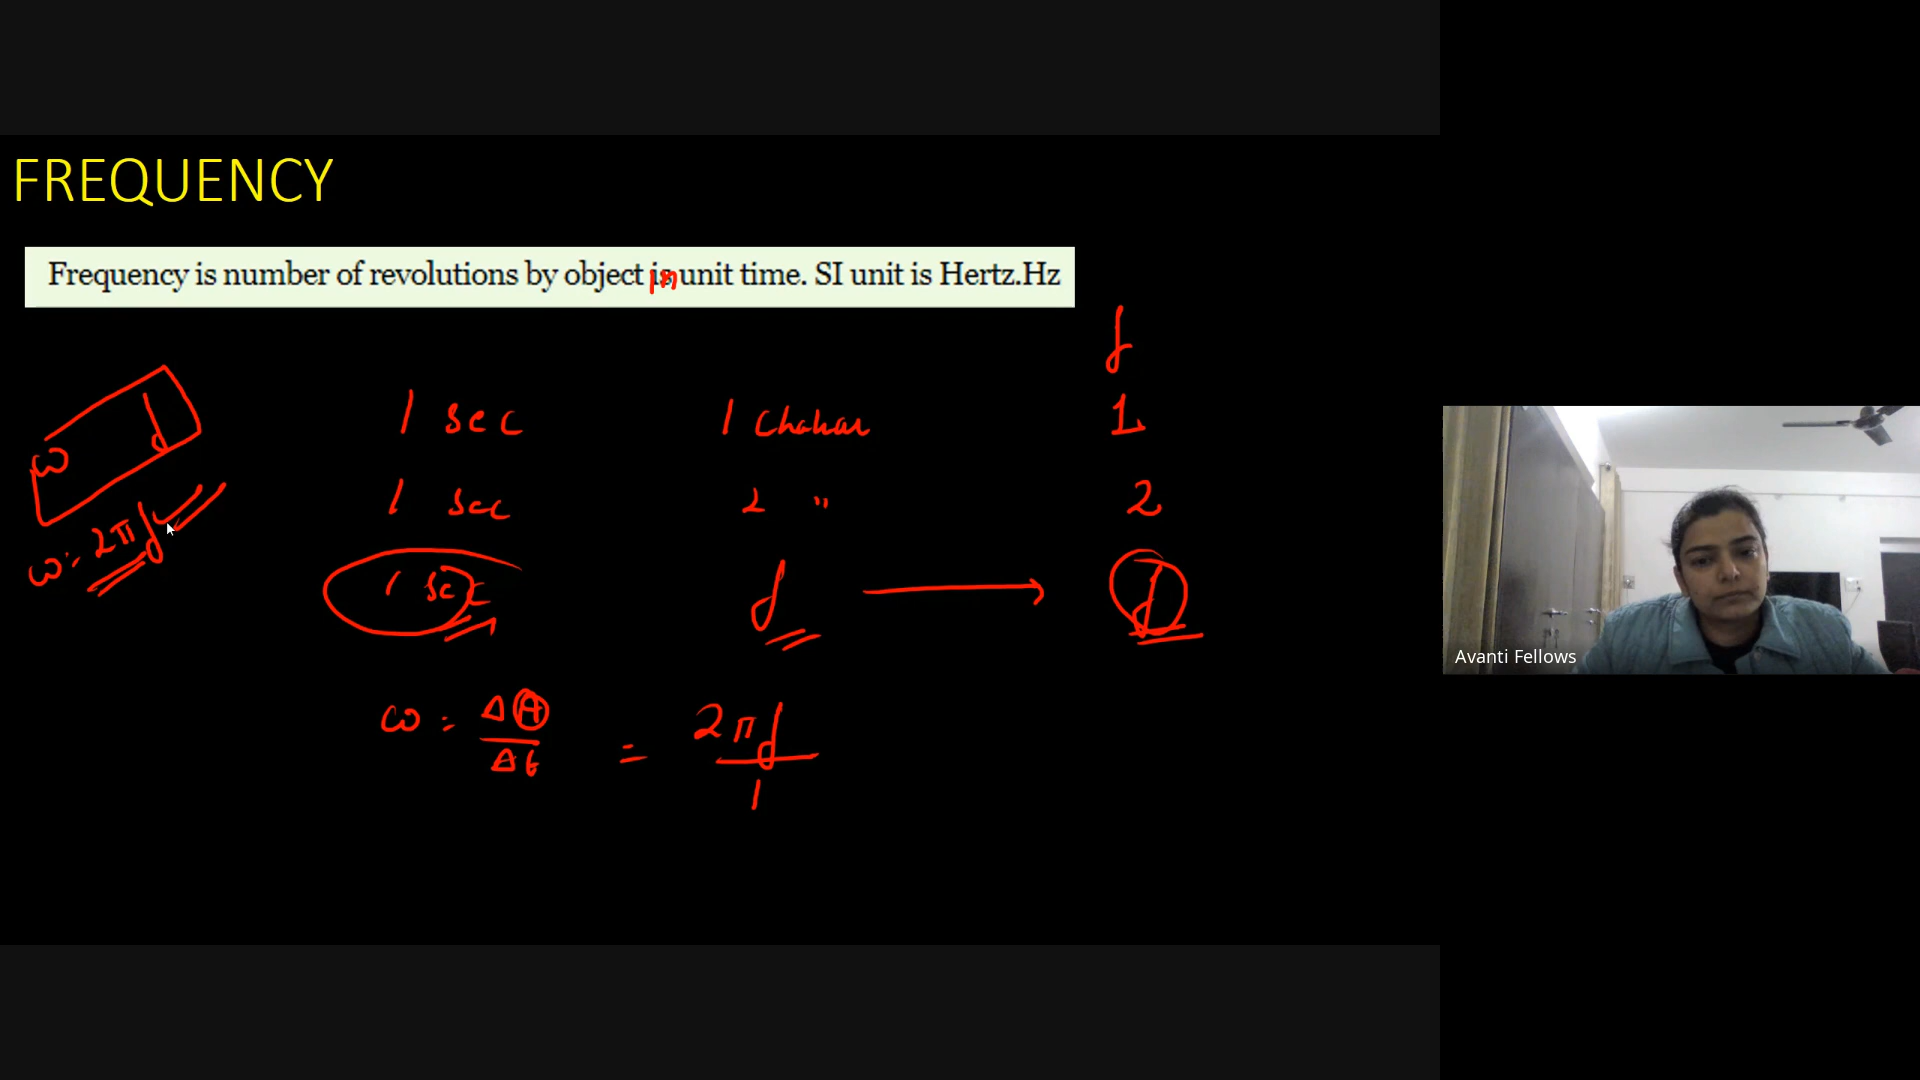 FREQUENCY
Frequency is number of revolutions by object in unit time. SI unit is Hertz.Hz
f
1 sec 1 Chakar 1
1 sec 2 " 2
1 sec f → f
ω f
ω = 2πf
ω = Δθ/Δt = 2πf/1
Avanti Fellows